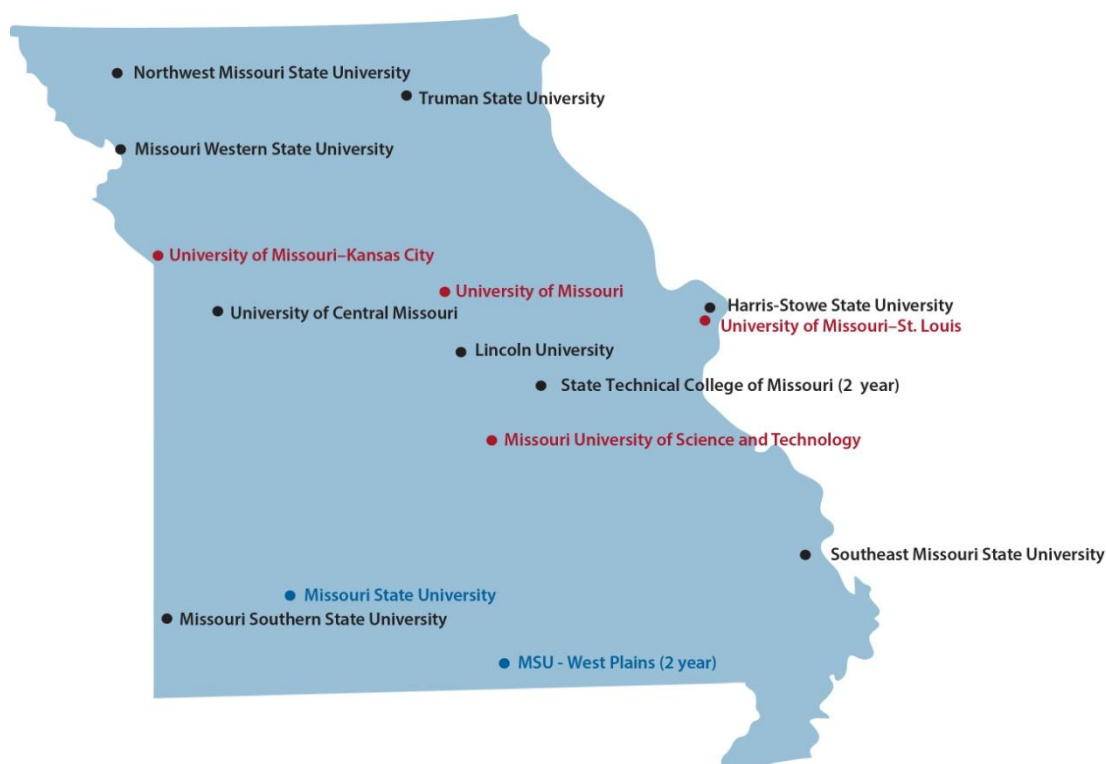 Northwest Missouri State University
Truman State University
Missouri Western State University
University of Missouri–Kansas City
University of Missouri
Harris-Stowe State University
University of Central Missouri
University of Missouri–St. Louis
Lincoln University
State Technical College of Missouri (2 year)
Missouri University of Science and Technology
Southeast Missouri State University
Missouri State University
Missouri Southern State University
MSU - West Plains (2 year)